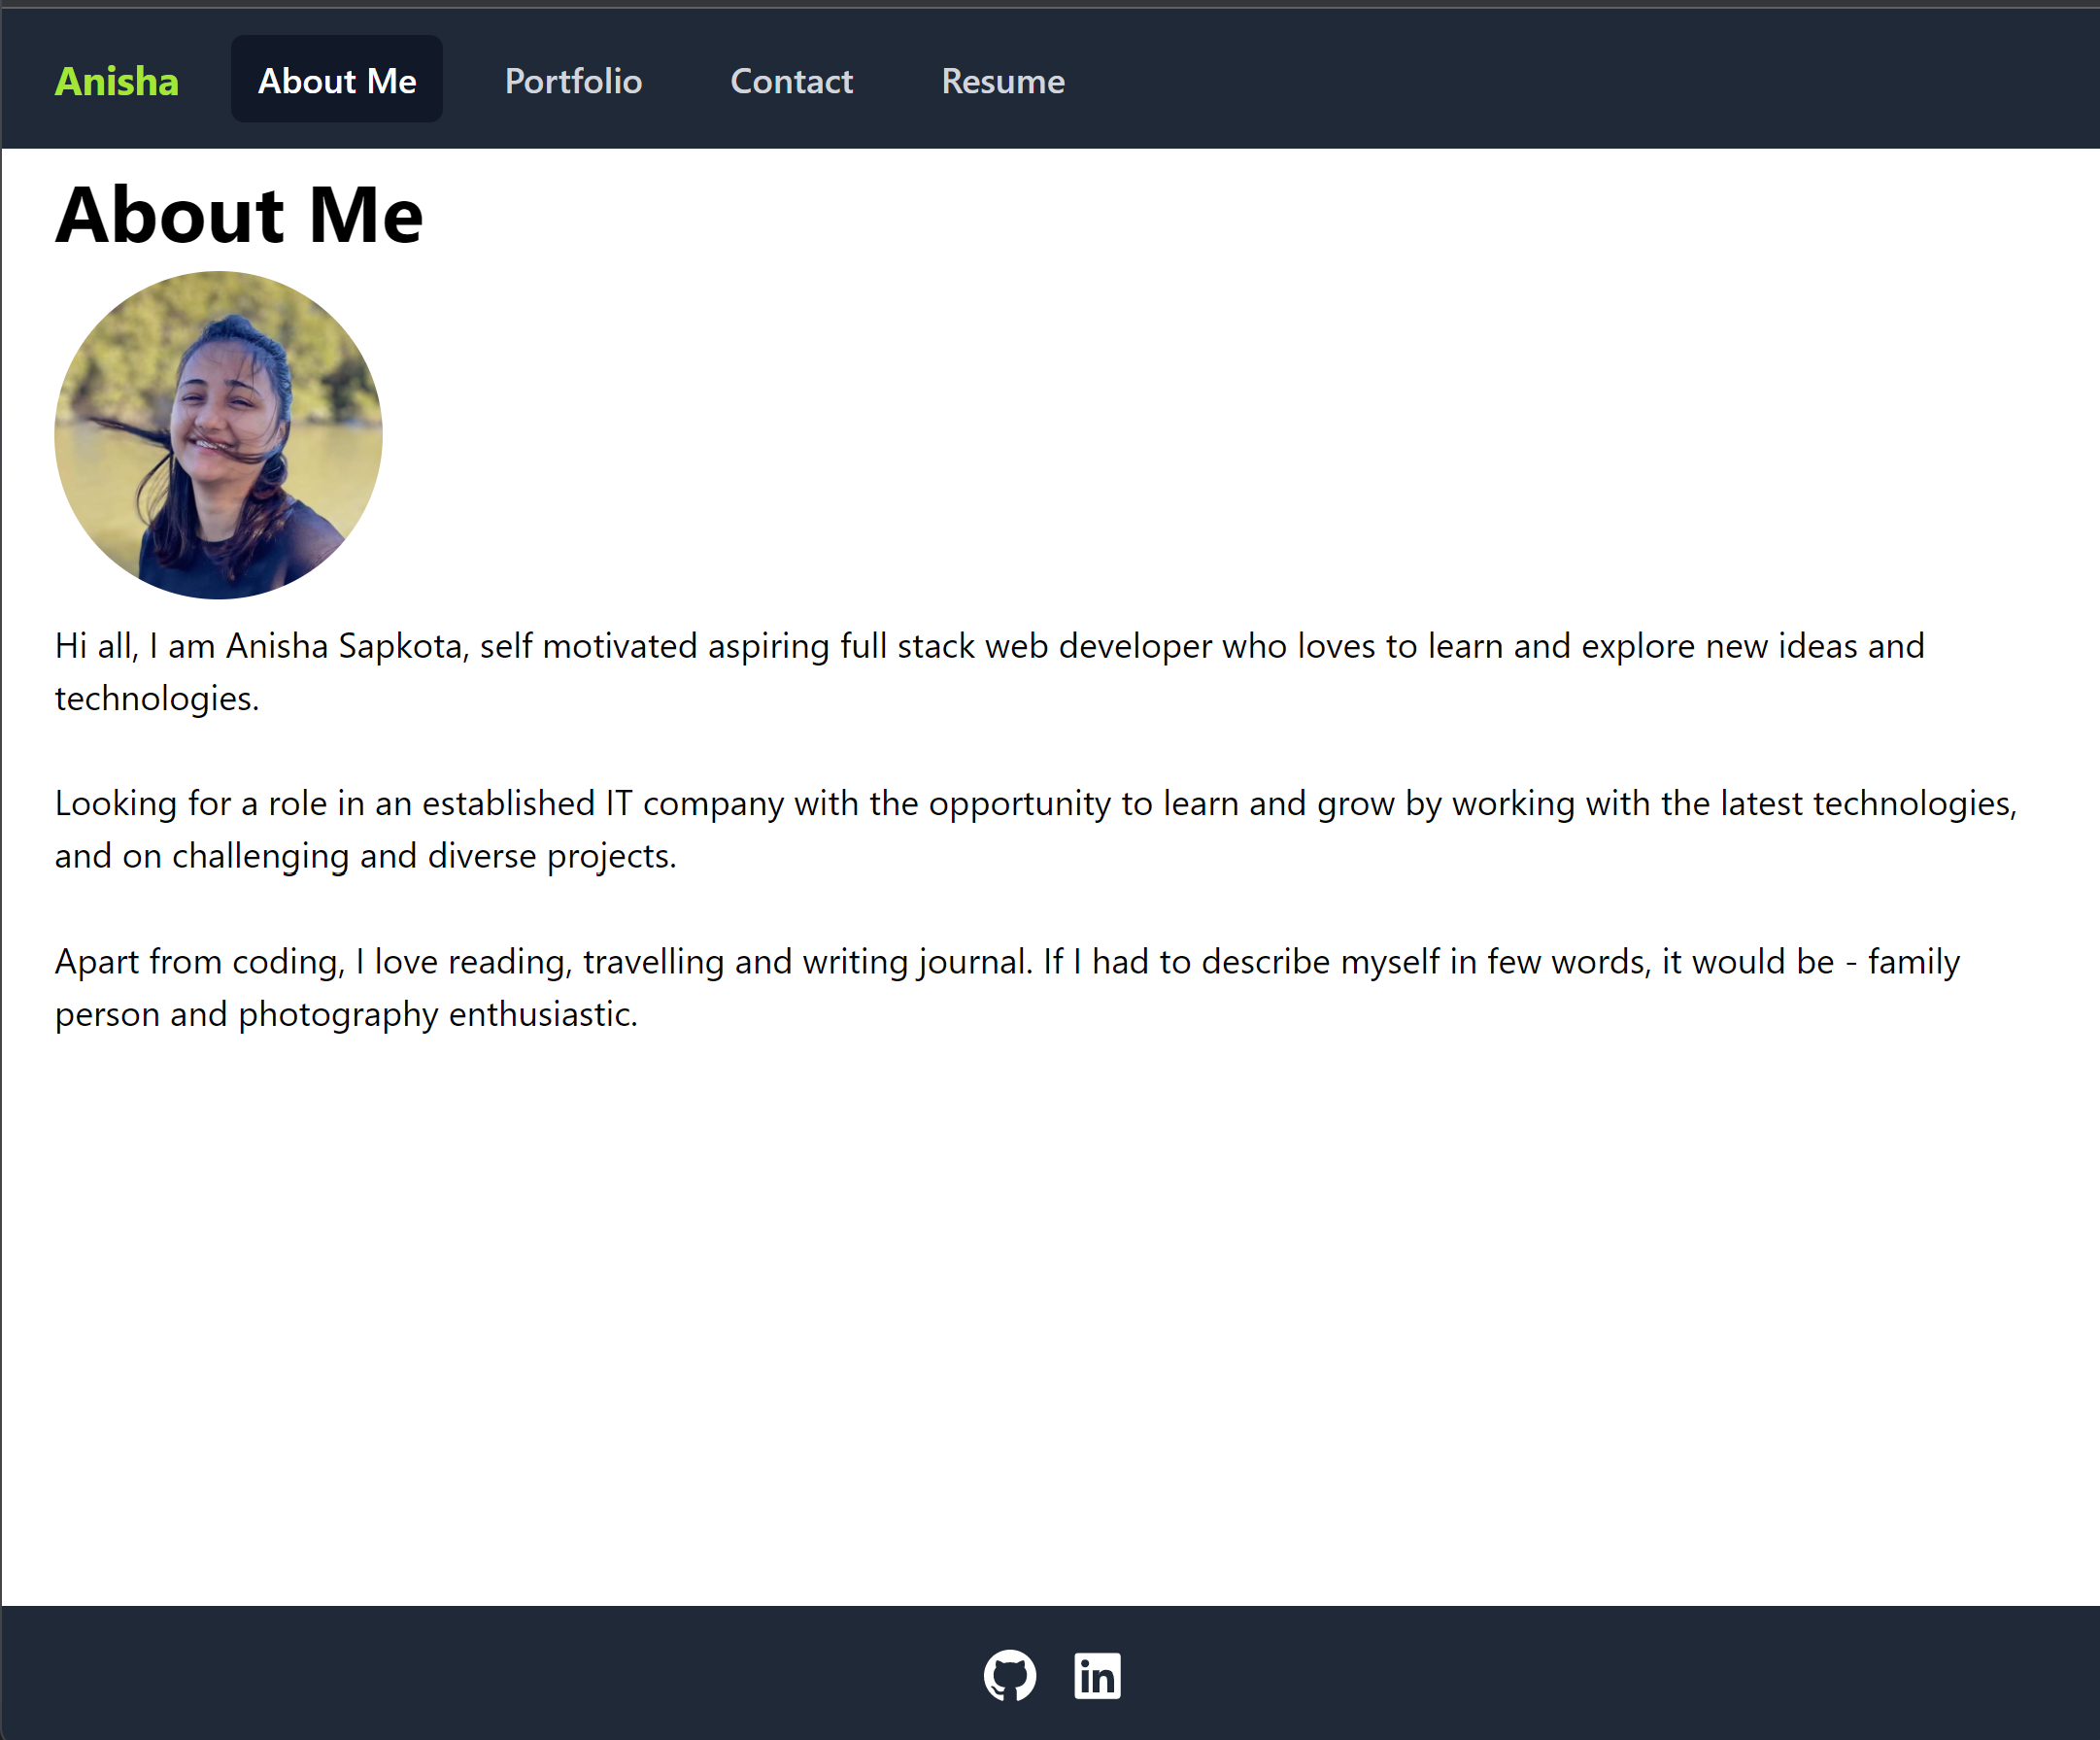 Anisha About Me Portfolio Contact Resume
About Me
Hi all, I am Anisha Sapkota, self motivated aspiring full stack web developer who loves to learn and explore new ideas and
technologies.
Looking for a role in an established IT company with the opportunity to learn and grow by working with the latest technologies,
and on challenging and diverse projects.
Apart from coding, I love reading, travelling and writing journal. If I had to describe myself in few words, it would be - family
person and photography enthusiastic.
in